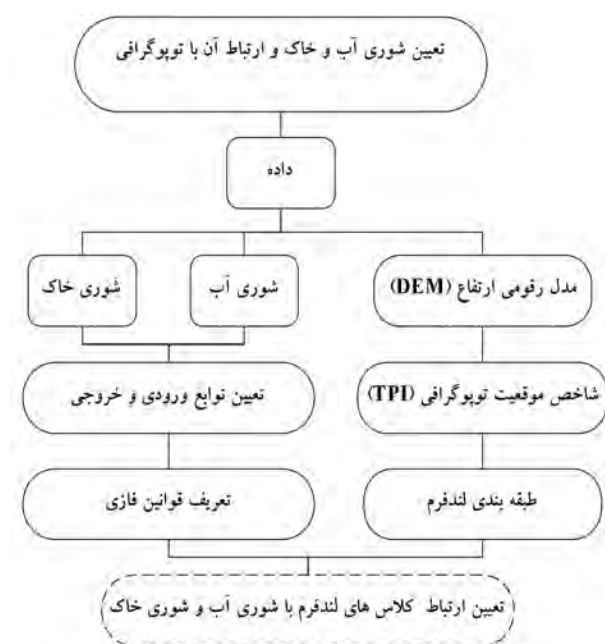 تعیین شوری آب و خاک و ارتباط آن با توپوگرافی
داده
مدل رقومی ارتفاع (DEM)
شوری آب
شوری خاک
شاخص موقعیت توپوگرافی (TPI)
تعیین توابع ورودی و خروجی
طبقه بندی لندفرم
تعریف قوانین فازی
تعیین ارتباط کلاس های لندفرم با شوری آب و شوری خاک